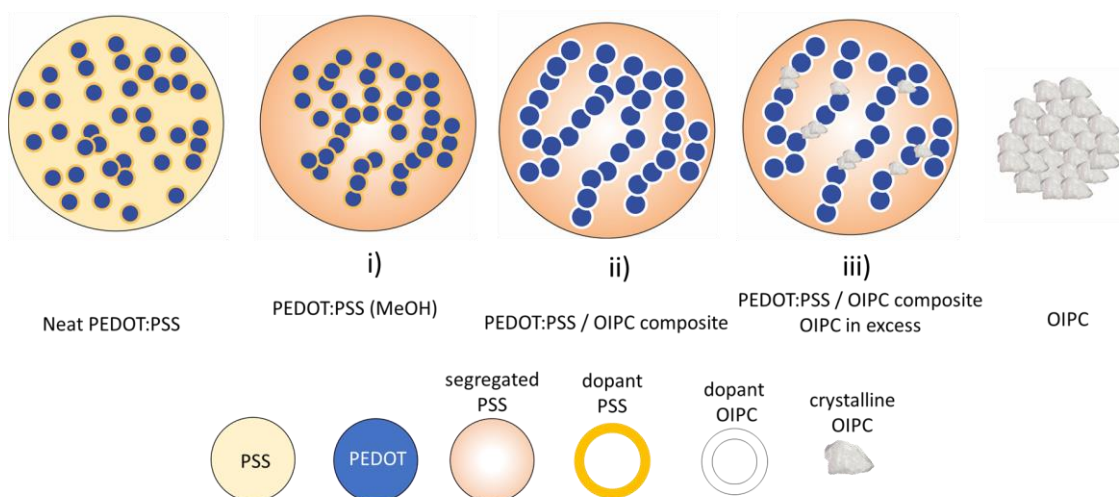 i)
ii)
iii)
Neat PEDOT:PSS
PEDOT:PSS (MeOH)
PEDOT:PSS / OIPC composite
PEDOT:PSS / OIPC composite
OIPC in excess
OIPC
segregated
PSS
dopant
PSS
dopant
OIPC
crystalline
OIPC
PSS
PEDOT